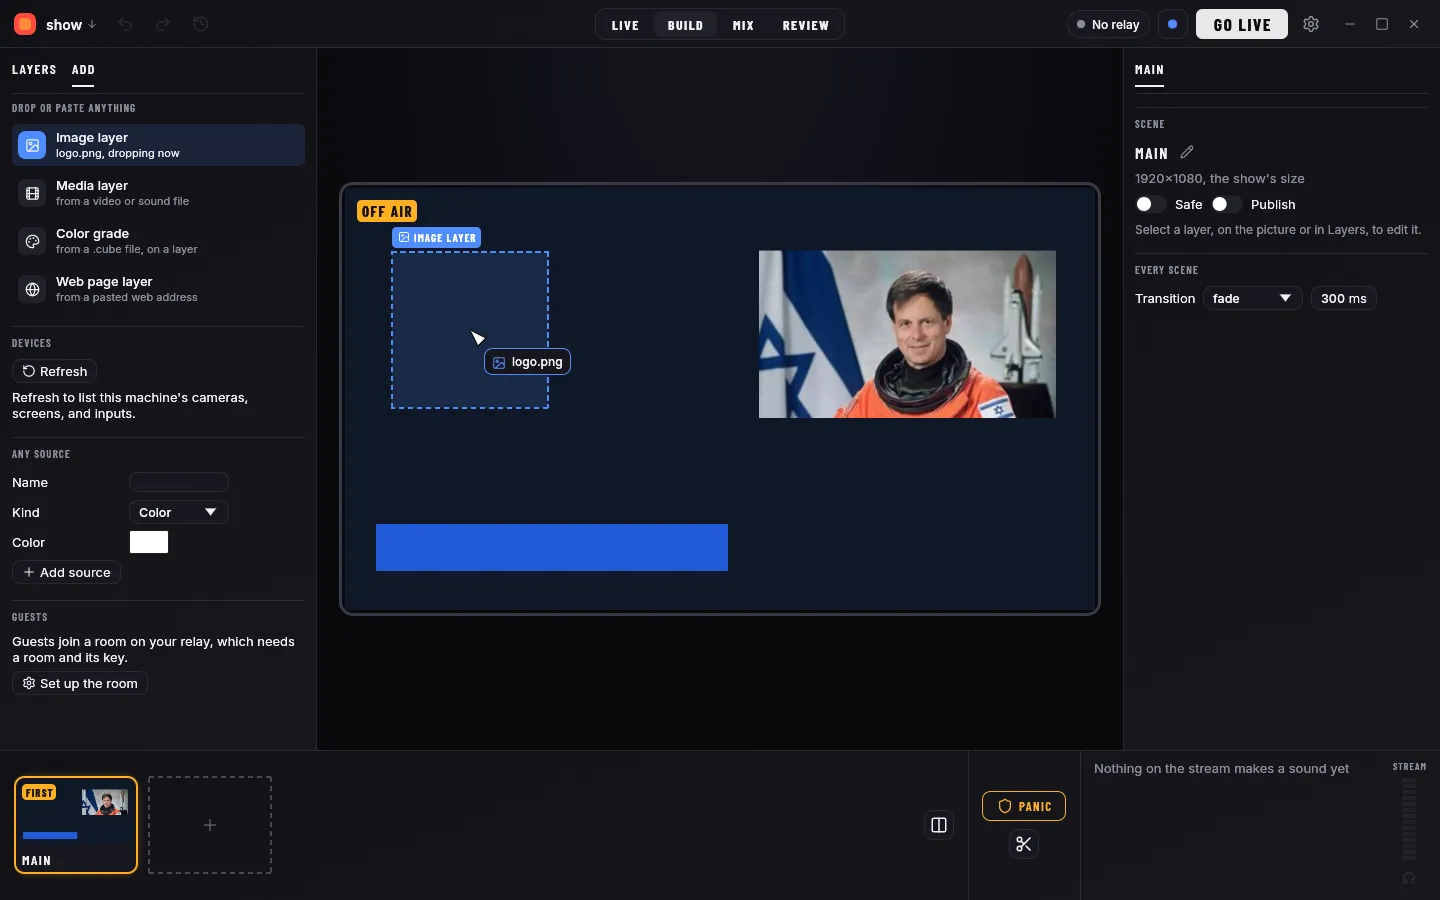 show
LIVE
BUILD
MIX
REVIEW
No relay
GO LIVE
LAYERS
ADD
DROP OR PASTE ANYTHING
Image layer
logo.png, dropping now
Media layer
from a video or sound file
Color grade
from a .cube file, on a layer
Web page layer
from a pasted web address
DEVICES
Refresh
Refresh to list this machine's cameras,
screens, and inputs.
ANY SOURCE
Name
Kind
Color
Color
Add source
GUESTS
Guests join a room on your relay, which needs
a room and its key.
Set up the room
OFF AIR
IMAGE LAYER
logo.png
MAIN
SCENE
MAIN
1920×1080, the show's size
Safe
Publish
Select a layer, on the picture or in Layers, to edit it.
EVERY SCENE
Transition
fade
300 ms
FIRST
MAIN
PANIC
Nothing on the stream makes a sound yet
STREAM